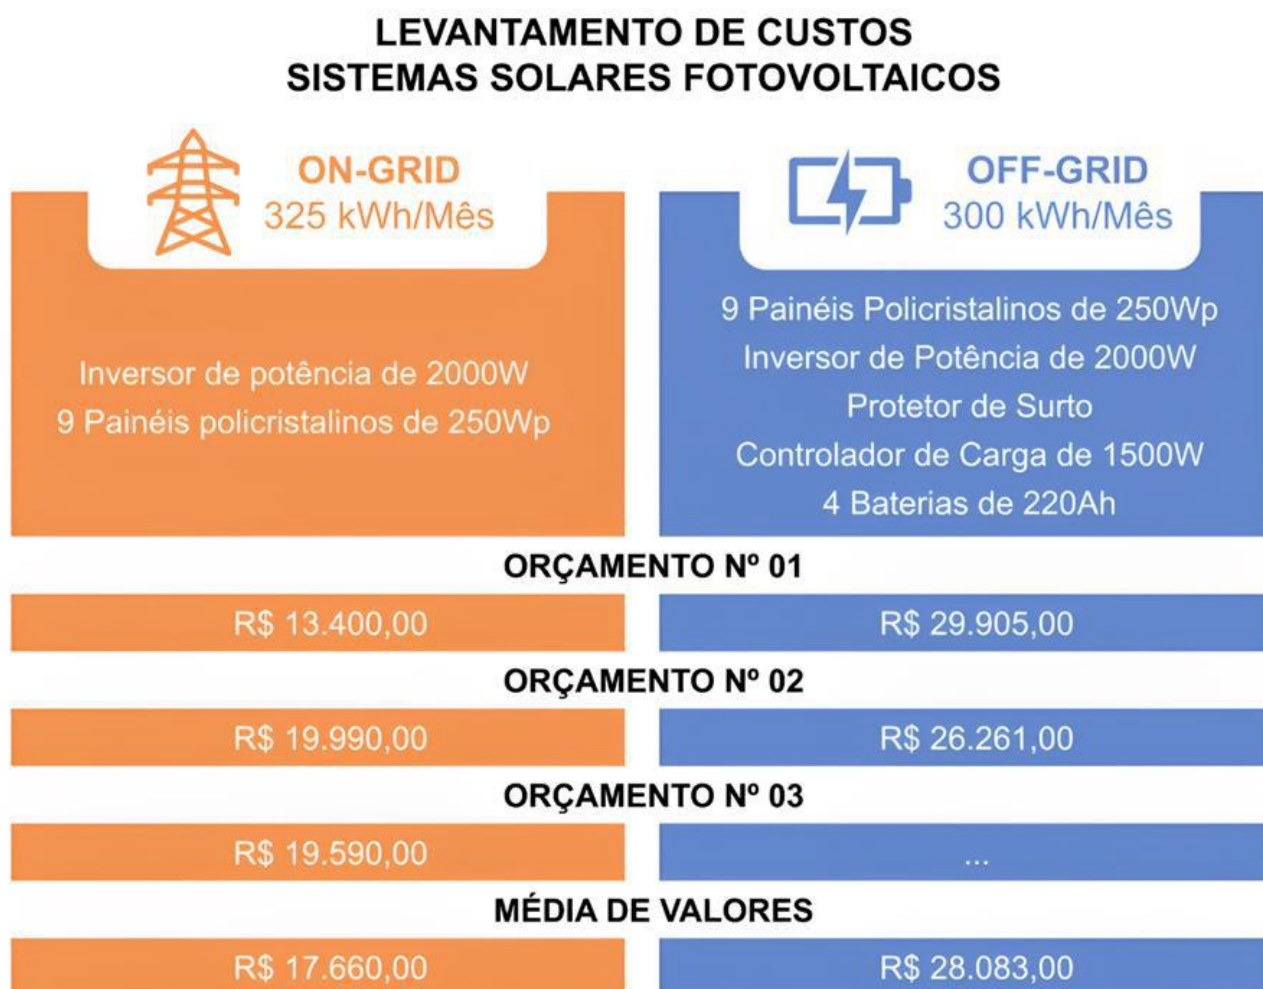 LEVANTAMENTO DE CUSTOS
SISTEMAS SOLARES FOTOVOLTAICOS
ON-GRID
325 kWh/Mês
Inversor de potência de 2000W
9 Painéis policristalinos de 250Wp
OFF-GRID
300 kWh/Mês
9 Painéis Policristalinos de 250Wp
Inversor de Potência de 2000W
Protetor de Surto
Controlador de Carga de 1500W
4 Baterias de 220Ah
ORÇAMENTO Nº 01
R$ 13.400,00
R$ 29.905,00
ORÇAMENTO Nº 02
R$ 19.990,00
R$ 26.261,00
ORÇAMENTO Nº 03
R$ 19.590,00
...
MÉDIA DE VALORES
R$ 17.660,00
R$ 28.083,00